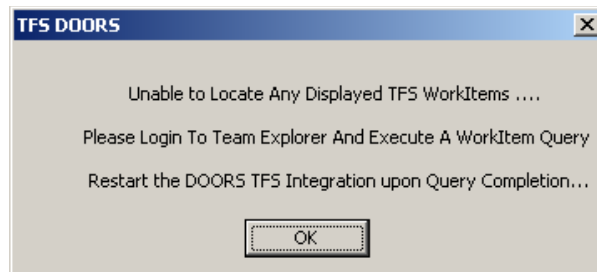 TFS DOORS
Unable to Locate Any Displayed TFS WorkItems ....
Please Login To Team Explorer And Execute A WorkItem Query
Restart the DOORS TFS Integration upon Query Completion...
OK